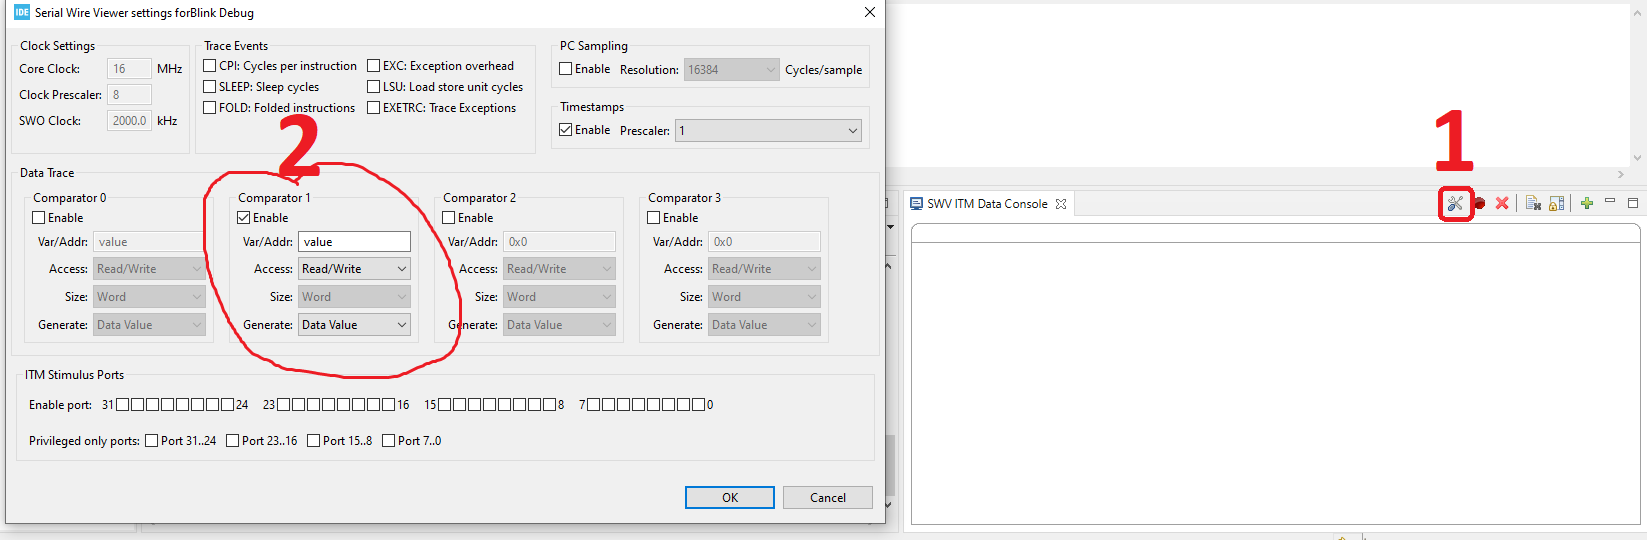 IDE Serial Wire Viewer settings forBlink Debug
Clock Settings
Core Clock: 16 MHz
Clock Prescaler: 8
SWO Clock: 2000.0 kHz
Trace Events
CPI: Cycles per instruction EXC: Exception overhead
SLEEP: Sleep cycles LSU: Load store unit cycles
FOLD: Folded instructions EXETRC: Trace Exceptions
PC Sampling
Enable Resolution: 16384 Cycles/sample
Timestamps
Enable Prescaler: 1
2
1
Data Trace
Comparator 0
Enable
Var/Addr: value
Access: Read/Write
Size: Word
Generate: Data Value
Comparator 1
Enable
Var/Addr: value
Access: Read/Write
Size: Word
Generate: Data Value
Comparator 2
Enable
Var/Addr: 0x0
Access: Read/Write
Size: Word
Generate: Data Value
Comparator 3
Enable
Var/Addr: 0x0
Access: Read/Write
Size: Word
Generate: Data Value
ITM Stimulus Ports
Enable port: 31 24 23 16 15 8 7 0
Privileged only ports: Port 31..24 Port 23..16 Port 15..8 Port 7..0
OK Cancel
SWV ITM Data Console